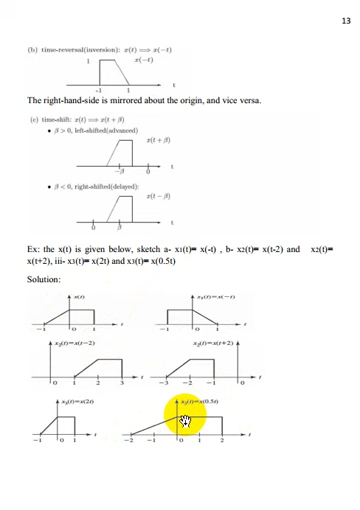 13
(b) time-reversal(inversion): x(t) ⟹ x(−t)
1
x(−t)
t
-1
1
The right-hand-side is mirrored about the origin, and vice versa.
(c) time-shift: x(t) ⟹ x(t + β)
• β > 0, left-shifted(advanced)
x(t + β)
t
−β
0
• β < 0, right-shifted(delayed):
x(t − β)
t
0
β
Ex: the x(t) is given below, sketch a- x1(t)= x(-t) , b- x2(t)= x(t-2) and x2(t)=
x(t+2), iii- x3(t)= x(2t) and x3(t)= x(0.5t)
Solution:
x(t)
t
−1
0
1
x1(t)=x(−t)
t
−1
0
1
x2(t)=x(t−2)
t
0
1
2
3
x2(t)=x(t+2)
t
−3
−2
−1
0
x3(t)=x(2t)
t
−1
0
1
x3(t)=x(0.5t)
t
−2
−1
0
1
2